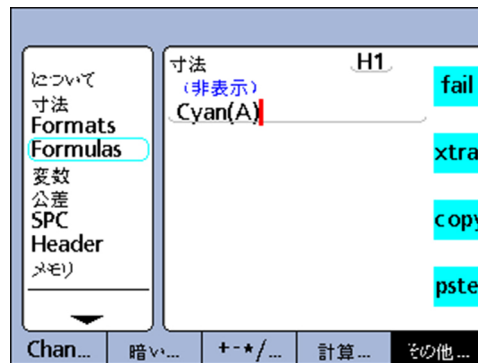 について
寸法
Formats
Formulas
変数
公差
SPC
Header
メモリ
寸法 H1
(非表示)
Cyan(A)
fail
xtra
copy
pste
Chan... 暗い... +-*/... 計算... その他...